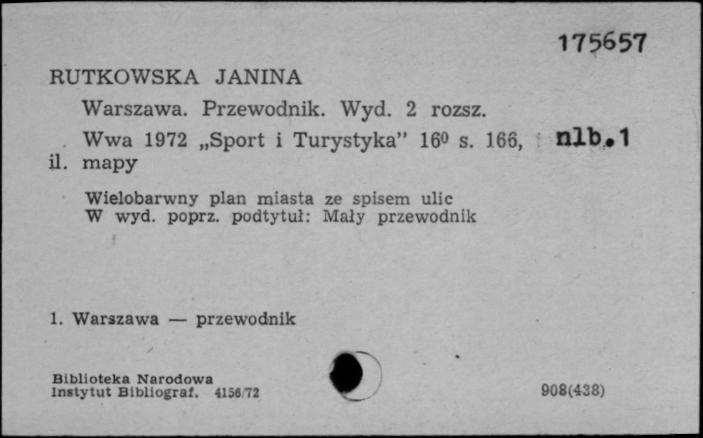 175657
RUTKOWSKA JANINA
Warszawa. Przewodnik. Wyd. 2 rozsz.
Wwa 1972 „Sport i Turystyka” 16⁰ s. 166, nlb.1
il. mapy
Wielobarwny plan miasta ze spisem ulic
W wyd. poprz. podtytuł: Mały przewodnik
1. Warszawa — przewodnik
Biblioteka Narodowa
Instytut Bibliograf. 4156/72
908(438)